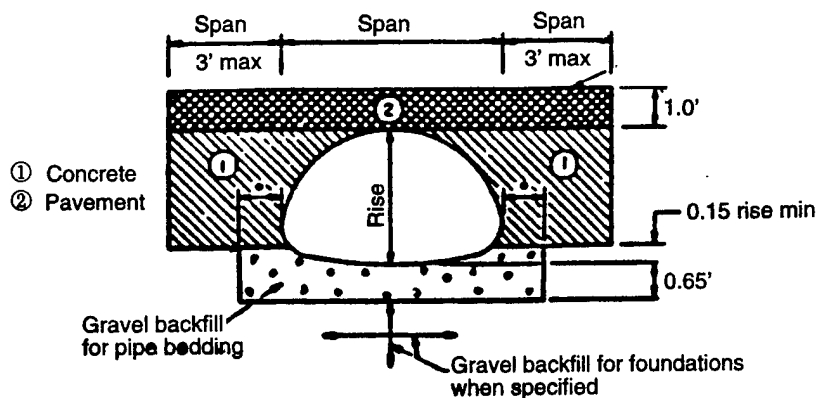 Span Span Span
3' max 3' max
2
1.0'
1 1
① Concrete
② Pavement
Rise
0.15 rise min
0.65'
Gravel backfill
for pipe bedding
Gravel backfill for foundations
when specified